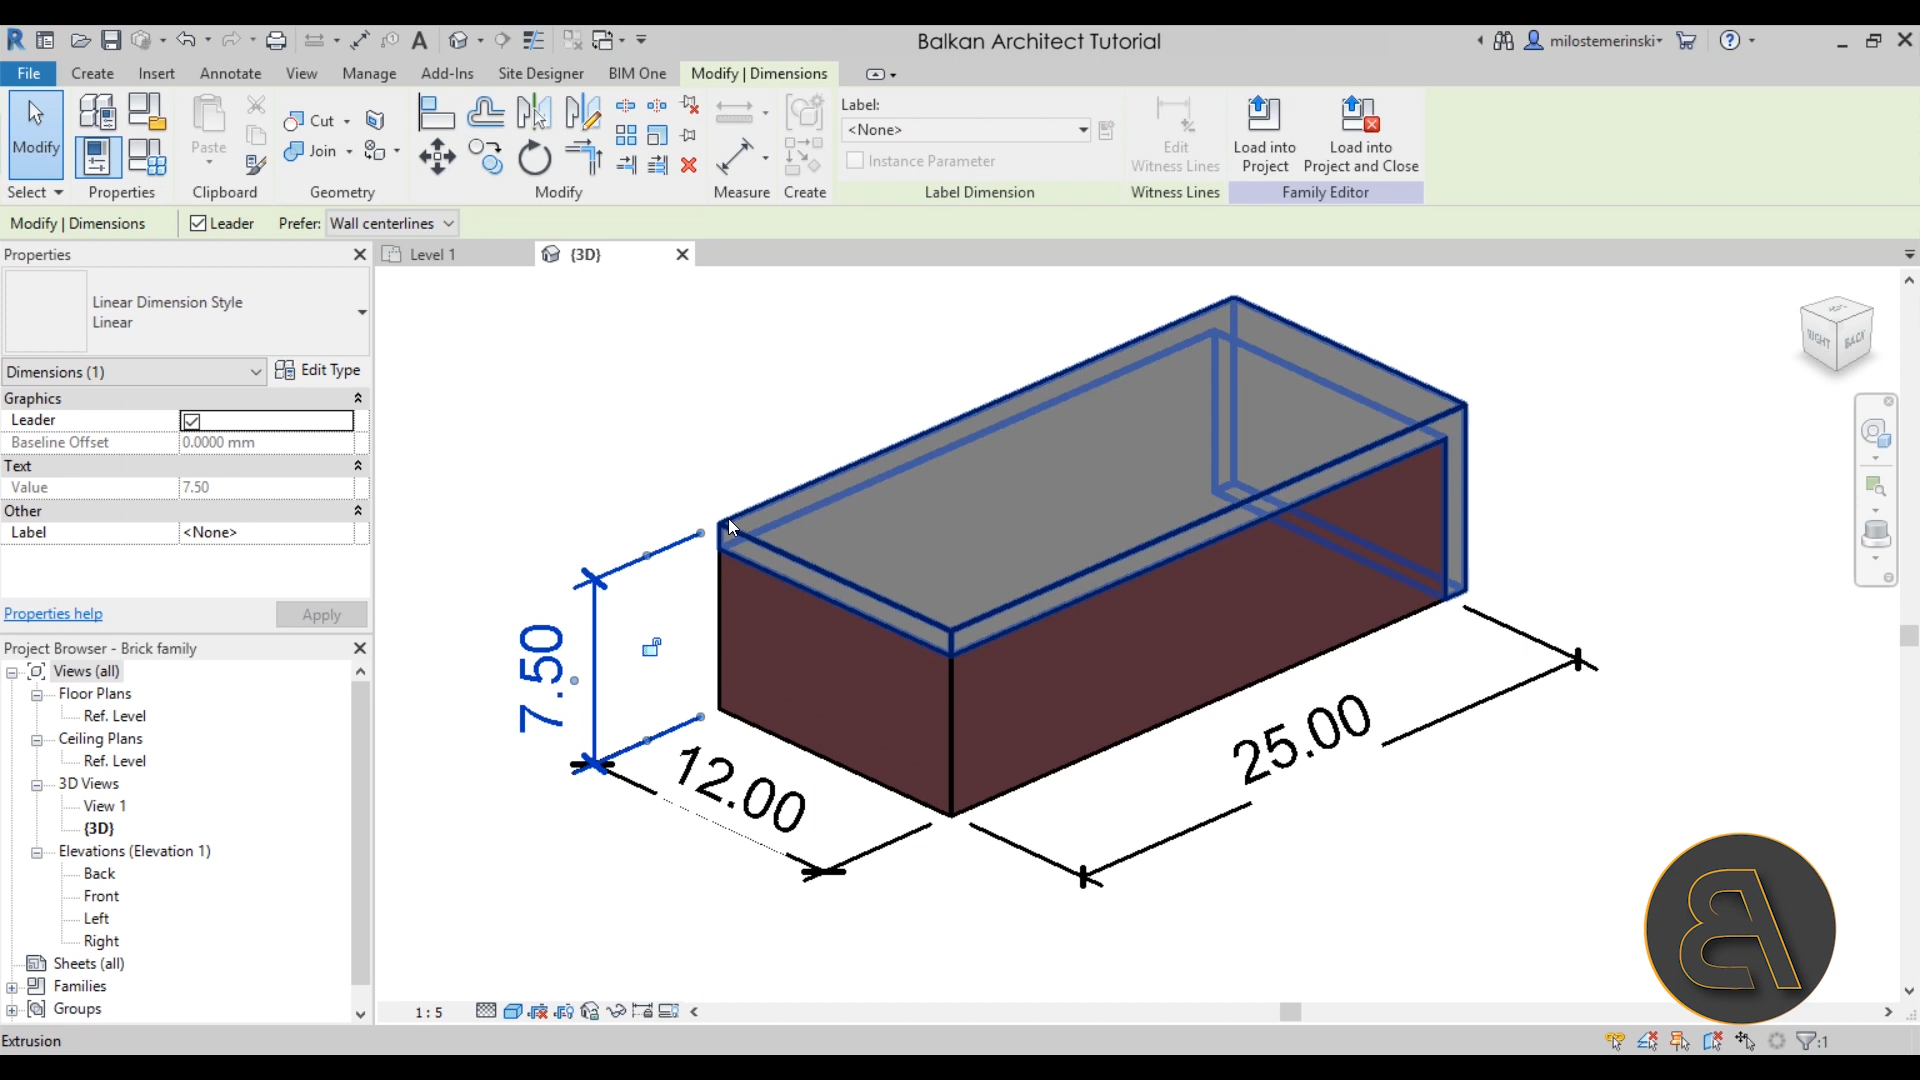 Balkan Architect Tutorial
milostemerinski
File Create Insert Annotate View Manage Add-Ins Site Designer BIM One Modify | Dimensions
Modify
Paste
Cut
Join
Label:
<None>
Instance Parameter
Edit
Witness Lines
Load into
Project
Load into
Project and Close
Select Properties Clipboard Geometry Modify Measure Create Label Dimension Witness Lines Family Editor
Modify | Dimensions Leader Prefer: Wall centerlines
Properties
Level 1
{3D}
Linear Dimension Style
Linear
Dimensions (1)
Edit Type
Graphics
Leader
Baseline Offset 0.0000 mm
Text
Value 7.50
Other
Label <None>
Properties help
Apply
Project Browser - Brick family
Views (all)
Floor Plans
Ref. Level
Ceiling Plans
Ref. Level
3D Views
View 1
{3D}
Elevations (Elevation 1)
Back
Front
Left
Right
Sheets (all)
Families
Groups
RIGHT
BACK
7.50
12.00
25.00
1 : 5
Extrusion
:1